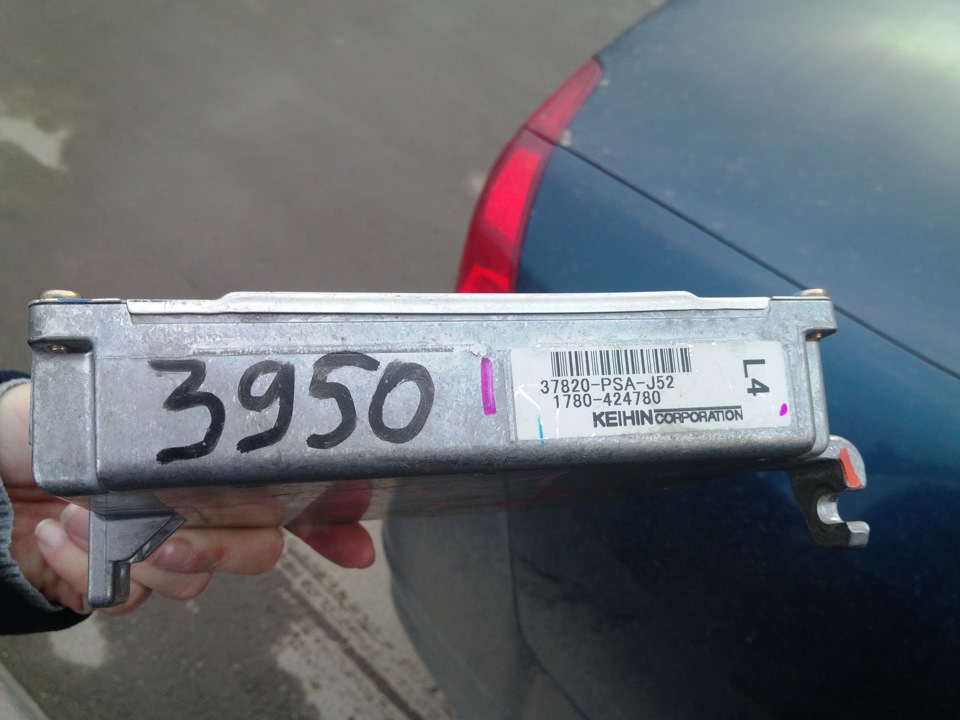 3950
37820-PSA-J52
1780-424780
KEIHIN CORPORATION
L4